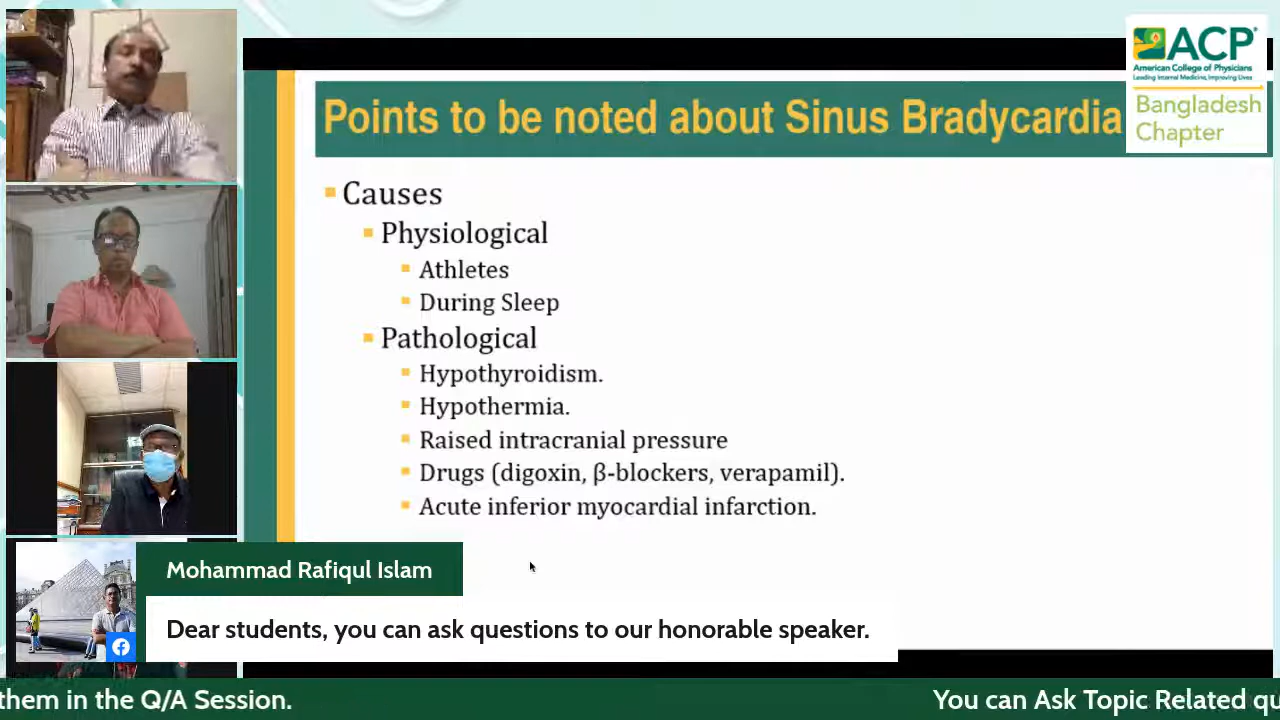 ACP
American College of Physicians
Leading Internal Medicine, Improving Lives
Bangladesh
Chapter
Points to be noted about Sinus Bradycardia
Causes
Physiological
Athletes
During Sleep
Pathological
Hypothyroidism.
Hypothermia.
Raised intracranial pressure
Drugs (digoxin, β-blockers, verapamil).
Acute inferior myocardial infarction.
Mohammad Rafiqul Islam
Dear students, you can ask questions to our honorable speaker.
them in the Q/A Session. You can Ask Topic Related qu